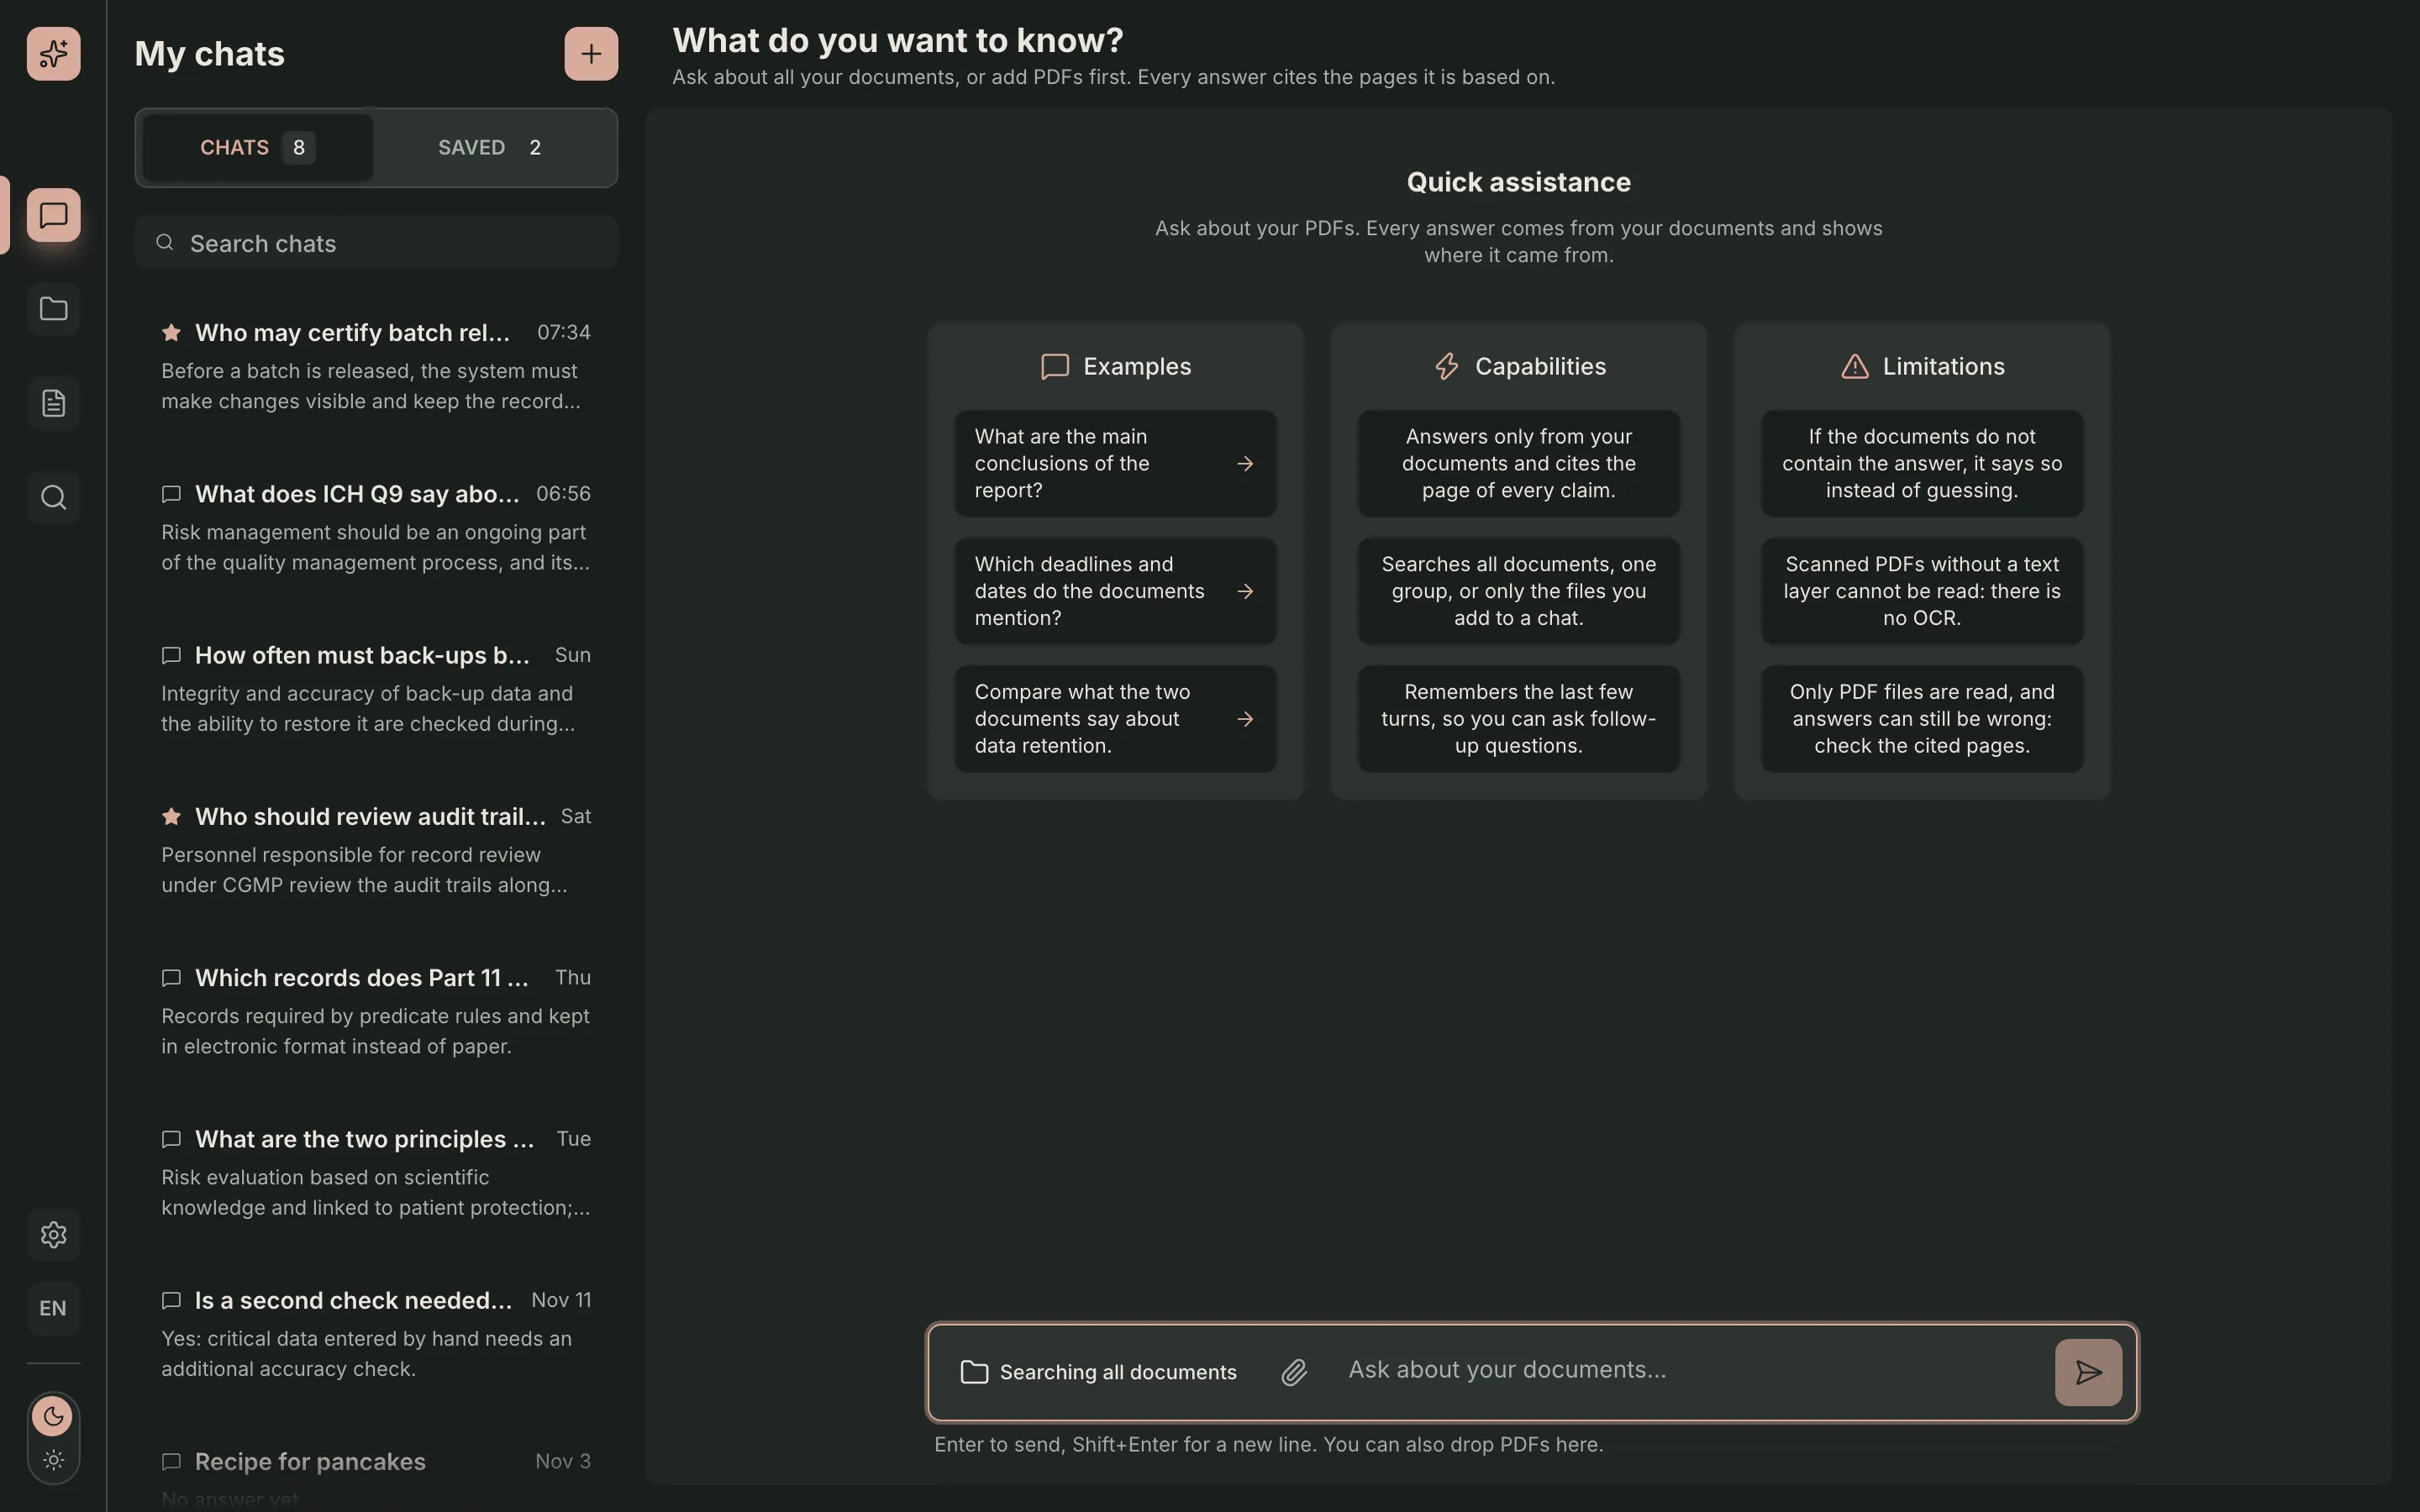 My chats
CHATS 8
SAVED 2
Search chats
Who may certify batch rel... 07:34
Before a batch is released, the system must
make changes visible and keep the record...
What does ICH Q9 say abo... 06:56
Risk management should be an ongoing part
of the quality management process, and its...
How often must back-ups b... Sun
Integrity and accuracy of back-up data and
the ability to restore it are checked during...
Who should review audit trail... Sat
Personnel responsible for record review
under CGMP review the audit trails along...
Which records does Part 11 ... Thu
Records required by predicate rules and kept
in electronic format instead of paper.
What are the two principles ... Tue
Risk evaluation based on scientific
knowledge and linked to patient protection;...
Is a second check needed... Nov 11
Yes: critical data entered by hand needs an
additional accuracy check.
Recipe for pancakes Nov 3
No answer yet
EN
What do you want to know?
Ask about all your documents, or add PDFs first. Every answer cites the pages it is based on.
Quick assistance
Ask about your PDFs. Every answer comes from your documents and shows
where it came from.
Examples
What are the main
conclusions of the
report?
Which deadlines and
dates do the documents
mention?
Compare what the two
documents say about
data retention.
Capabilities
Answers only from your
documents and cites the
page of every claim.
Searches all documents, one
group, or only the files you
add to a chat.
Remembers the last few
turns, so you can ask follow-
up questions.
Limitations
If the documents do not
contain the answer, it says so
instead of guessing.
Scanned PDFs without a text
layer cannot be read: there is
no OCR.
Only PDF files are read, and
answers can still be wrong:
check the cited pages.
Searching all documents
Ask about your documents...
Enter to send, Shift+Enter for a new line. You can also drop PDFs here.